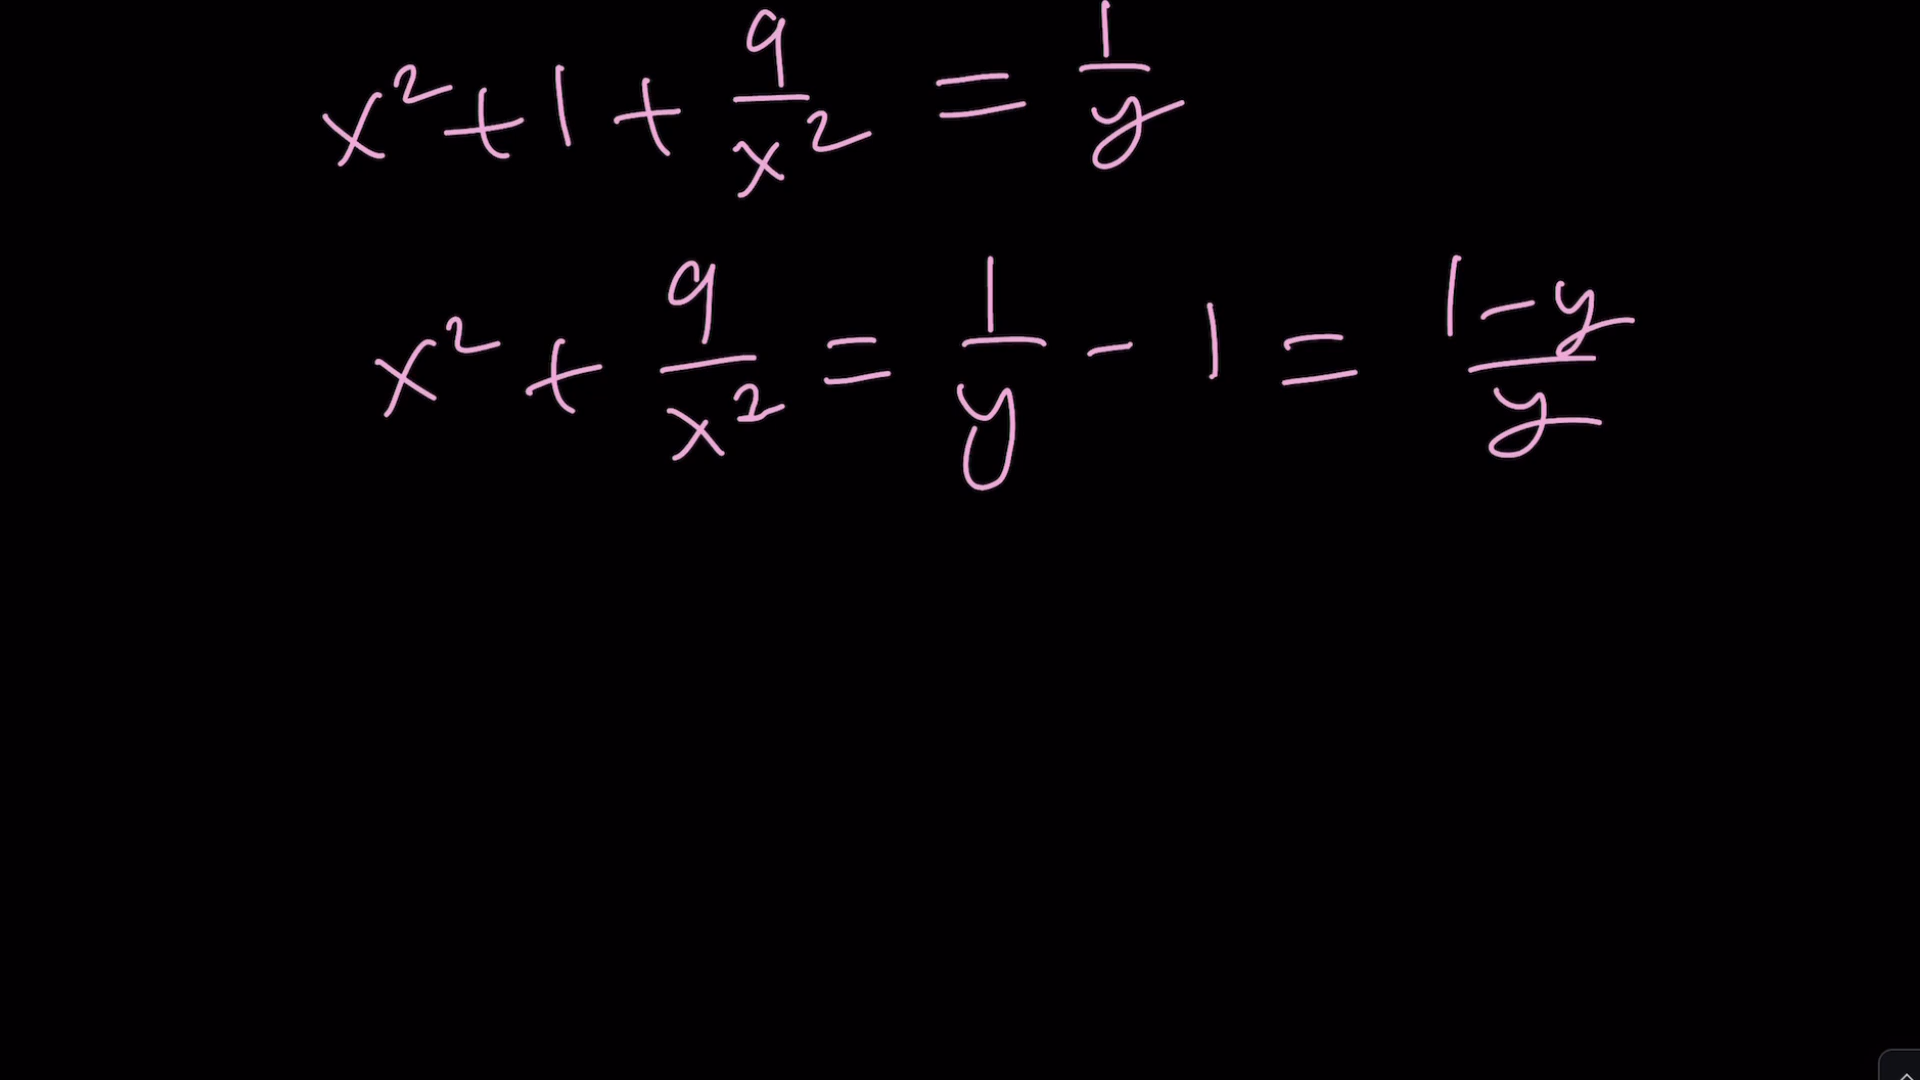 x² + 1 + 9/x² = 1/y
x² + 9/x² = 1/y - 1 = (1-y)/y